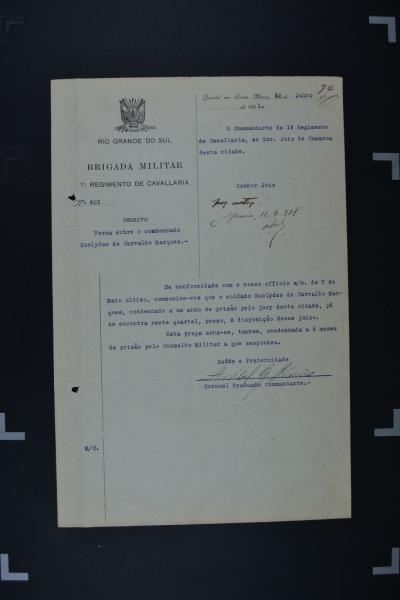 Quartel em Santa Maria, 10 de Julho
74
de 1931.
RIO GRANDE DO SUL
BRIGADA MILITAR
1º. REGIMENTO DE CAVALLARIA
Nº 601
OBJECTO
Versa sobre o condemnado
Euclydes de Carvalho Marques.-
O Commandante do 1º Regimento
de Cavallaria, ao Snr. Juiz de Comarca
desta cidade.
Senhor Juiz
De conformidade com o vosso officio s/n. de 7 de
Maio ultimo, communico-vos que o soldado Euclydes de Carvalho Mar-
ques, condemnado a um anno de prisão pelo jury desta cidade, já
se encontra neste quartel, preso, á disposição desse juizo.
Esta praça acha-se, tambem, condemnada a 6 mezes
de prisão pelo Conselho Militar a que respondeu.
Saúde e Fraternidade
Coronel Graduado Commandante.-
M/C.